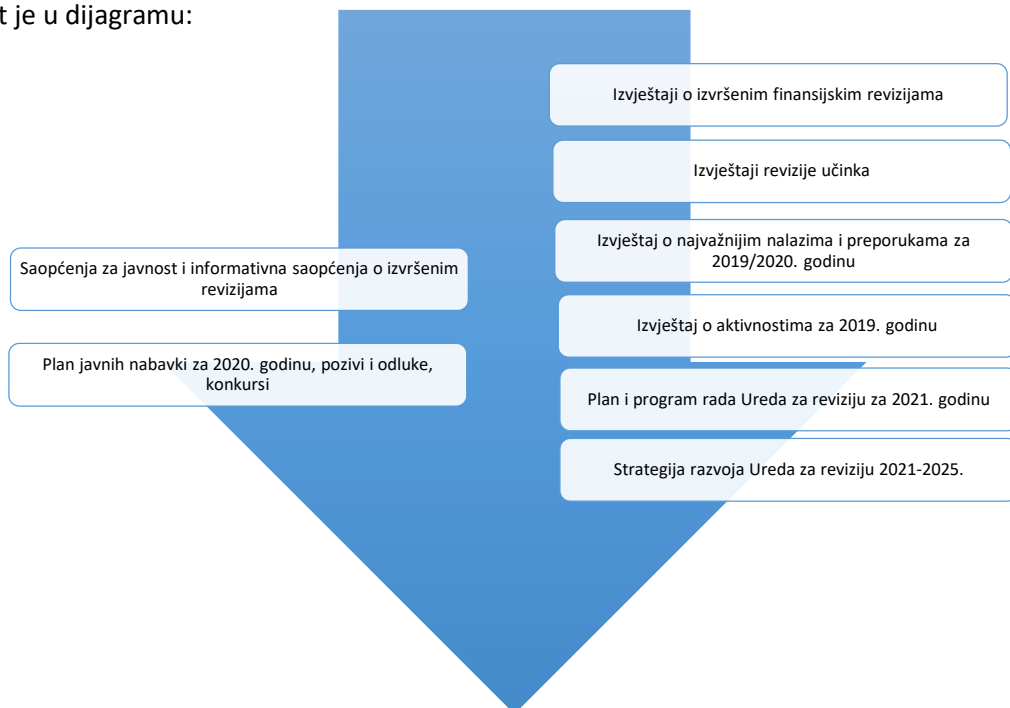 t je u dijagramu:
Izvještaji o izvršenim finansijskim revizijama
Izvještaji revizije učinka
Izvještaj o najvažnijim nalazima i preporukama za
2019/2020. godinu
Izvještaj o aktivnostima za 2019. godinu
Plan i program rada Ureda za reviziju za 2021. godinu
Strategija razvoja Ureda za reviziju 2021-2025.
Saopćenja za javnost i informativna saopćenja o izvršenim
revizijama
Plan javnih nabavki za 2020. godinu, pozivi i odluke,
konkursi